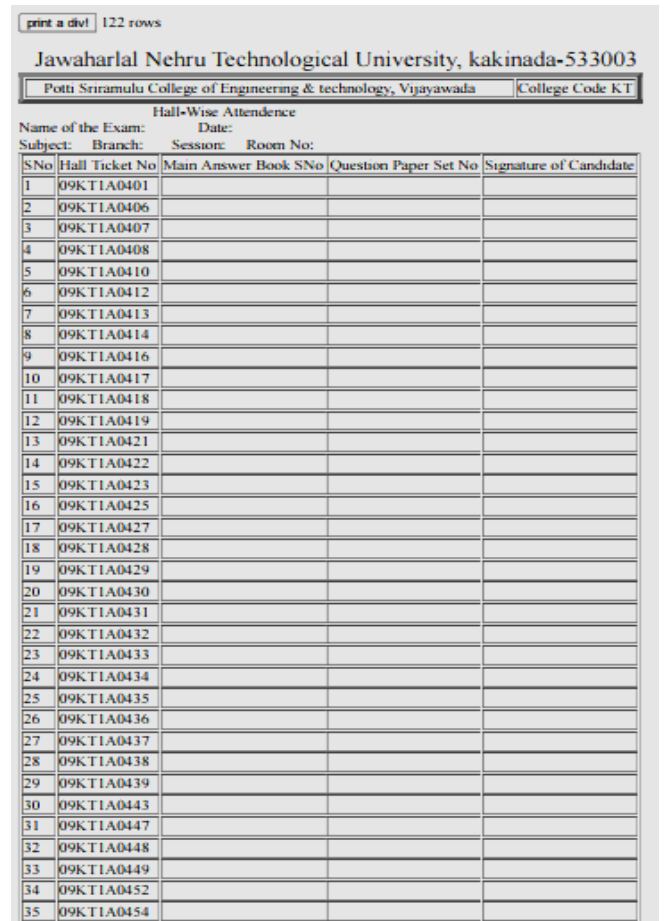 print a div! 122 rows
Jawaharlal Nehru Technological University, kakinada-533003
Potti Sriramulu College of Engineering & technology, Vijayawada College Code KT
Hall-Wise Attendence
Name of the Exam: Date:
Subject: Branch: Session: Room No:
SNo Hall Ticket No Main Answer Book SNo Question Paper Set No Signature of Candidate
1 09KT1A0401
2 09KT1A0406
3 09KT1A0407
4 09KT1A0408
5 09KT1A0410
6 09KT1A0412
7 09KT1A0413
8 09KT1A0414
9 09KT1A0416
10 09KT1A0417
11 09KT1A0418
12 09KT1A0419
13 09KT1A0421
14 09KT1A0422
15 09KT1A0423
16 09KT1A0425
17 09KT1A0427
18 09KT1A0428
19 09KT1A0429
20 09KT1A0430
21 09KT1A0431
22 09KT1A0432
23 09KT1A0433
24 09KT1A0434
25 09KT1A0435
26 09KT1A0436
27 09KT1A0437
28 09KT1A0438
29 09KT1A0439
30 09KT1A0443
31 09KT1A0447
32 09KT1A0448
33 09KT1A0449
34 09KT1A0452
35 09KT1A0454